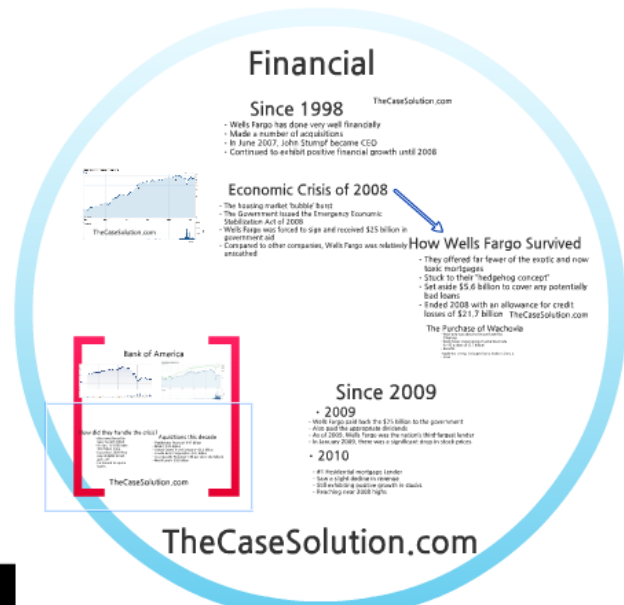 Financial
Since 1998
TheCaseSolution.com
- Wells Fargo has done very well financially
- Made a number of acquisitions
- In June 2007, John Stumpf became CEO
- Continued to exhibit positive financial growth until 2008
Economic Crisis of 2008
- The housing market 'bubble' burst
- The Government issued the Emergency Economic
Stabilization Act of 2008
- Wells Fargo was forced to sign and received $25 billion in
government aid
- Compared to other companies, Wells Fargo was relatively
unscathed
TheCaseSolution.com
How Wells Fargo Survived
- They offered far fewer of the exotic and now
toxic mortgages
- Stuck to their "hedgehog concept"
- Set aside $5.6 billion to cover any potentially
bad loans
- Ended 2008 with an allowance for credit
losses of $21.7 billion
TheCaseSolution.com
The Purchase of Wachovia
Bank of America
How did they handle the crisis?
Aquisitions this decade
TheCaseSolution.com
Since 2009
• 2009
- Wells Fargo paid back the $25 billion to the government
- Also paid the appropriate dividends
- As of 2009, Wells Fargo was the nation's third-largest lender
- In January 2009, there was a significant drop in stock prices
• 2010
- #1 Residential mortgage lender
- Saw a slight decline in revenue
- Still exhibiting positive growth in stocks
- Reaching near 2008 highs
TheCaseSolution.com